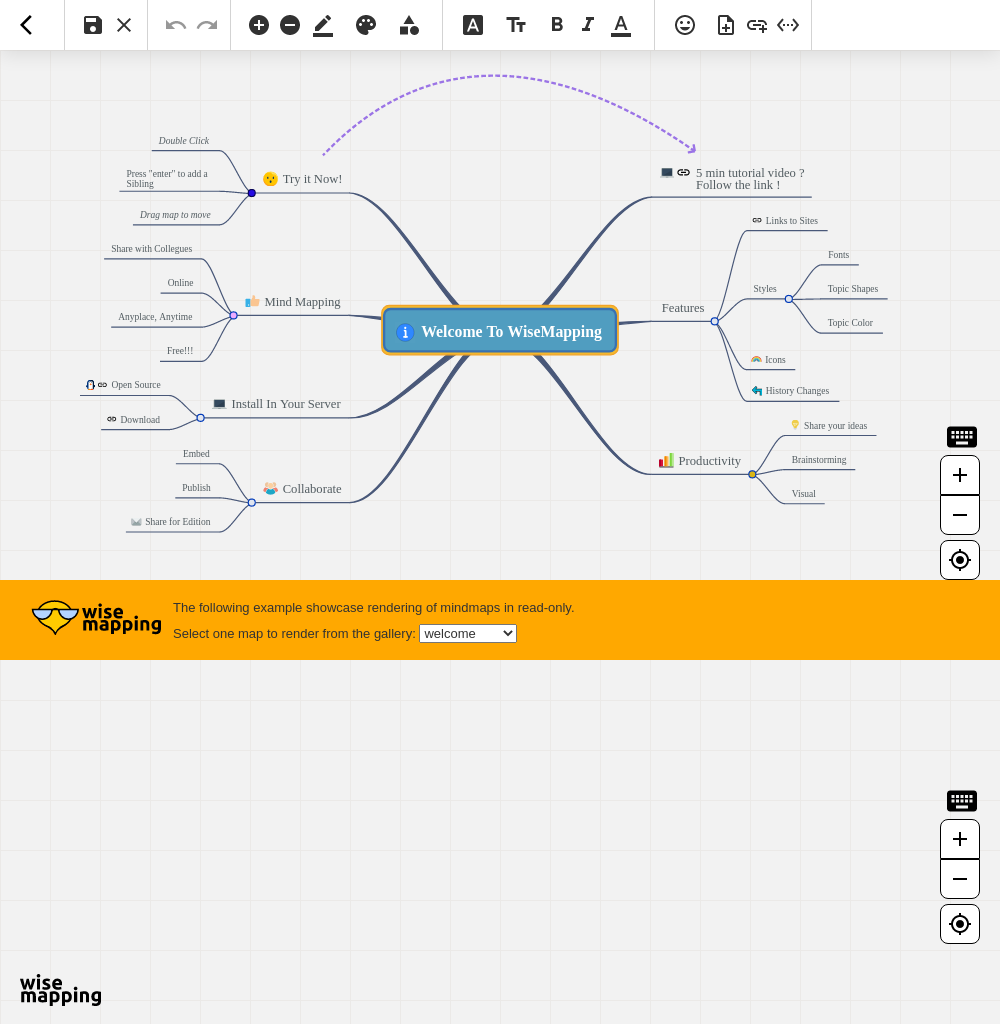 Double Click
Press "enter" to add a
Sibling
Drag map to move
Try it Now!
Share with Collegues
Online
Anyplace, Anytime
Free!!!
Mind Mapping
Open Source
Download
Install In Your Server
Embed
Publish
Share for Edition
Collaborate
Welcome To WiseMapping
5 min tutorial video ?
Follow the link !
Features
Links to Sites
Styles
Fonts
Topic Shapes
Topic Color
Icons
History Changes
Productivity
Share your ideas
Brainstorming
Visual
wise
mapping
The following example showcase rendering of mindmaps in read-only.
Select one map to render from the gallery: welcome
wise
mapping